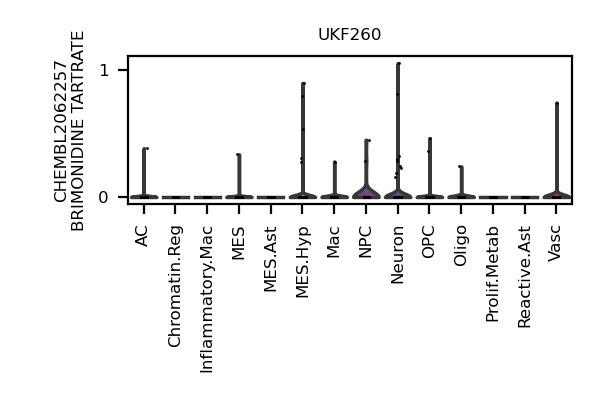 UKF260
CHEMBL2062257
BRIMONIDINE TARTRATE
1
0
AC
Chromatin.Reg
Inflammatory.Mac
MES
MES.Ast
MES.Hyp
Mac
NPC
Neuron
OPC
Oligo
Prolif.Metab
Reactive.Ast
Vasc